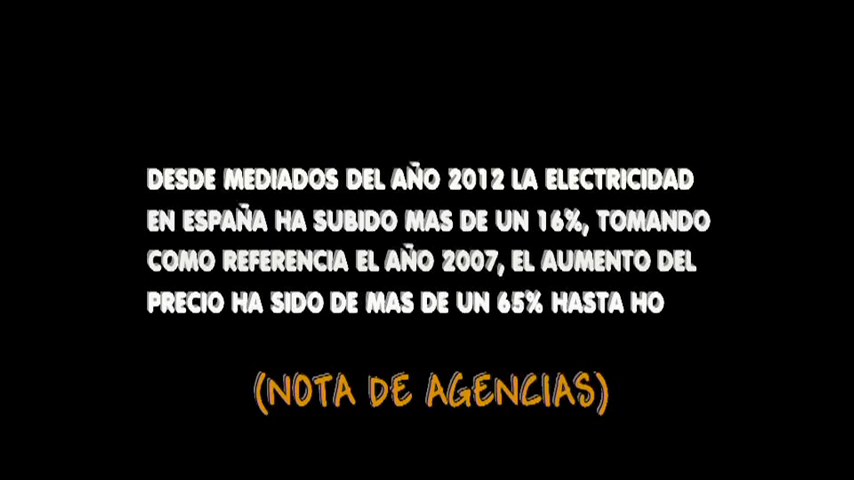 DESDE MEDIADOS DEL AÑO 2012 LA ELECTRICIDAD
EN ESPAÑA HA SUBIDO MAS DE UN 16%, TOMANDO
COMO REFERENCIA EL AÑO 2007, EL AUMENTO DEL
PRECIO HA SIDO DE MAS DE UN 65% HASTA HO
(NOTA DE AGENCIAS)